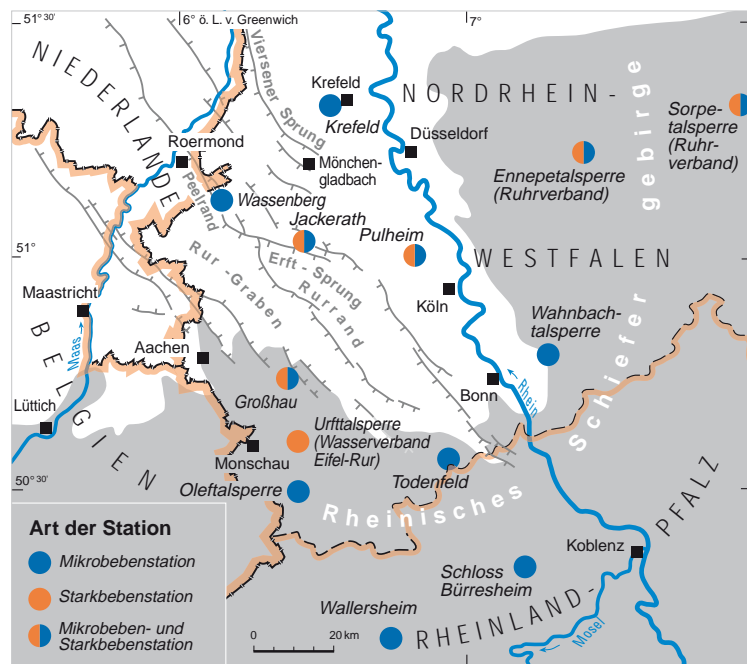 51° 30'
6° ö. L. v. Greenwich
7°
NIEDERLANDE
Viersener Sprung
Krefeld
Krefeld
NORDRHEIN-
WESTFALEN
Sorpe-
talsperre
(Ruhr-
verband)
Düsseldorf
Roermond
Mönchen-
gladbach
Ennepetalsperre
(Ruhrverband)
Peelrand
Wassenberg
Jackerath
Pulheim
51°
Rur-Graben
Erft-Sprung
Rurrand
Köln
Maastricht
Wahnbach-
talsperre
Maas
Aachen
BELGIEN
Großhau
Bonn
Rhein
Lüttich
Urfttalsperre
(Wasserverband
Eifel-Rur)
Monschau
Todenfeld
50° 30'
Oleftalsperre
Rheinisches
Schiefer
gebirge
Koblenz
Schloss
Bürresheim
Wallersheim
RHEINLAND-
PFALZ
Mosel
0 20 km
Art der Station
Mikrobebenstation
Starkbebenstation
Mikrobeben- und
Starkbebenstation